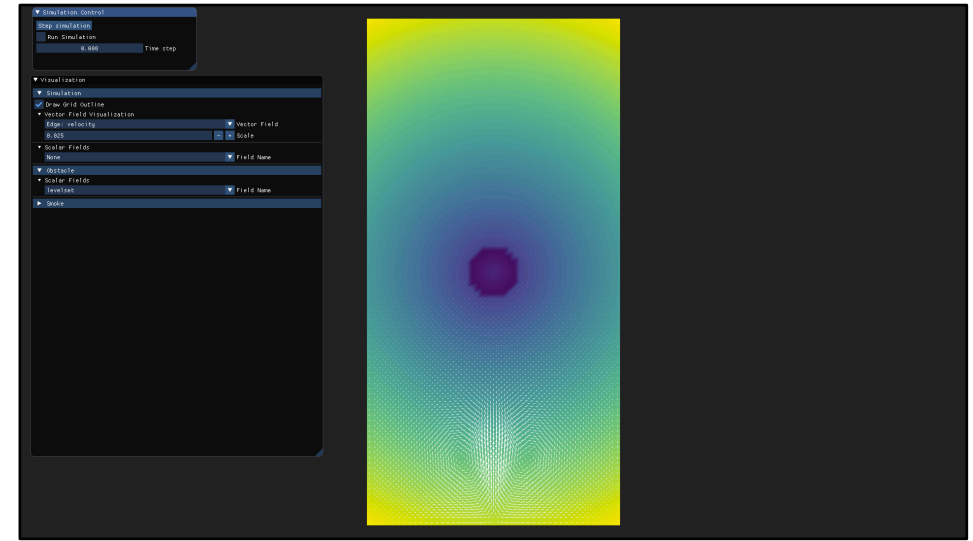 Simulation Control
Step simulation
Run Simulation
0.008 Time step
Visualization
Simulation
Draw Grid Outline
Vector Field Visualization
Edge: velocity Vector Field
0.025 - + Scale
Scalar Fields
None Field Name
Obstacle
Scalar Fields
levelset Field Name
Smoke